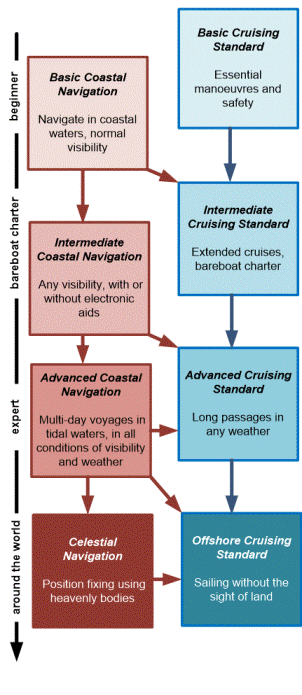 Basic Cruising
Standard
Essential
manoeuvres and
safety
beginner
Basic Coastal
Navigation
Navigate in coastal
waters, normal
visibility
bareboat charter
Intermediate
Cruising Standard
Extended cruises,
bareboat charter
Intermediate
Coastal Navigation
Any visibility, with or
without electronic
aids
expert
Advanced Coastal
Navigation
Multi-day voyages in
tidal waters, in all
conditions of visibility
and weather
Advanced Cruising
Standard
Long passages in
any weather
around the world
Celestial
Navigation
Position fixing using
heavenly bodies
Offshore Cruising
Standard
Sailing without the
sight of land